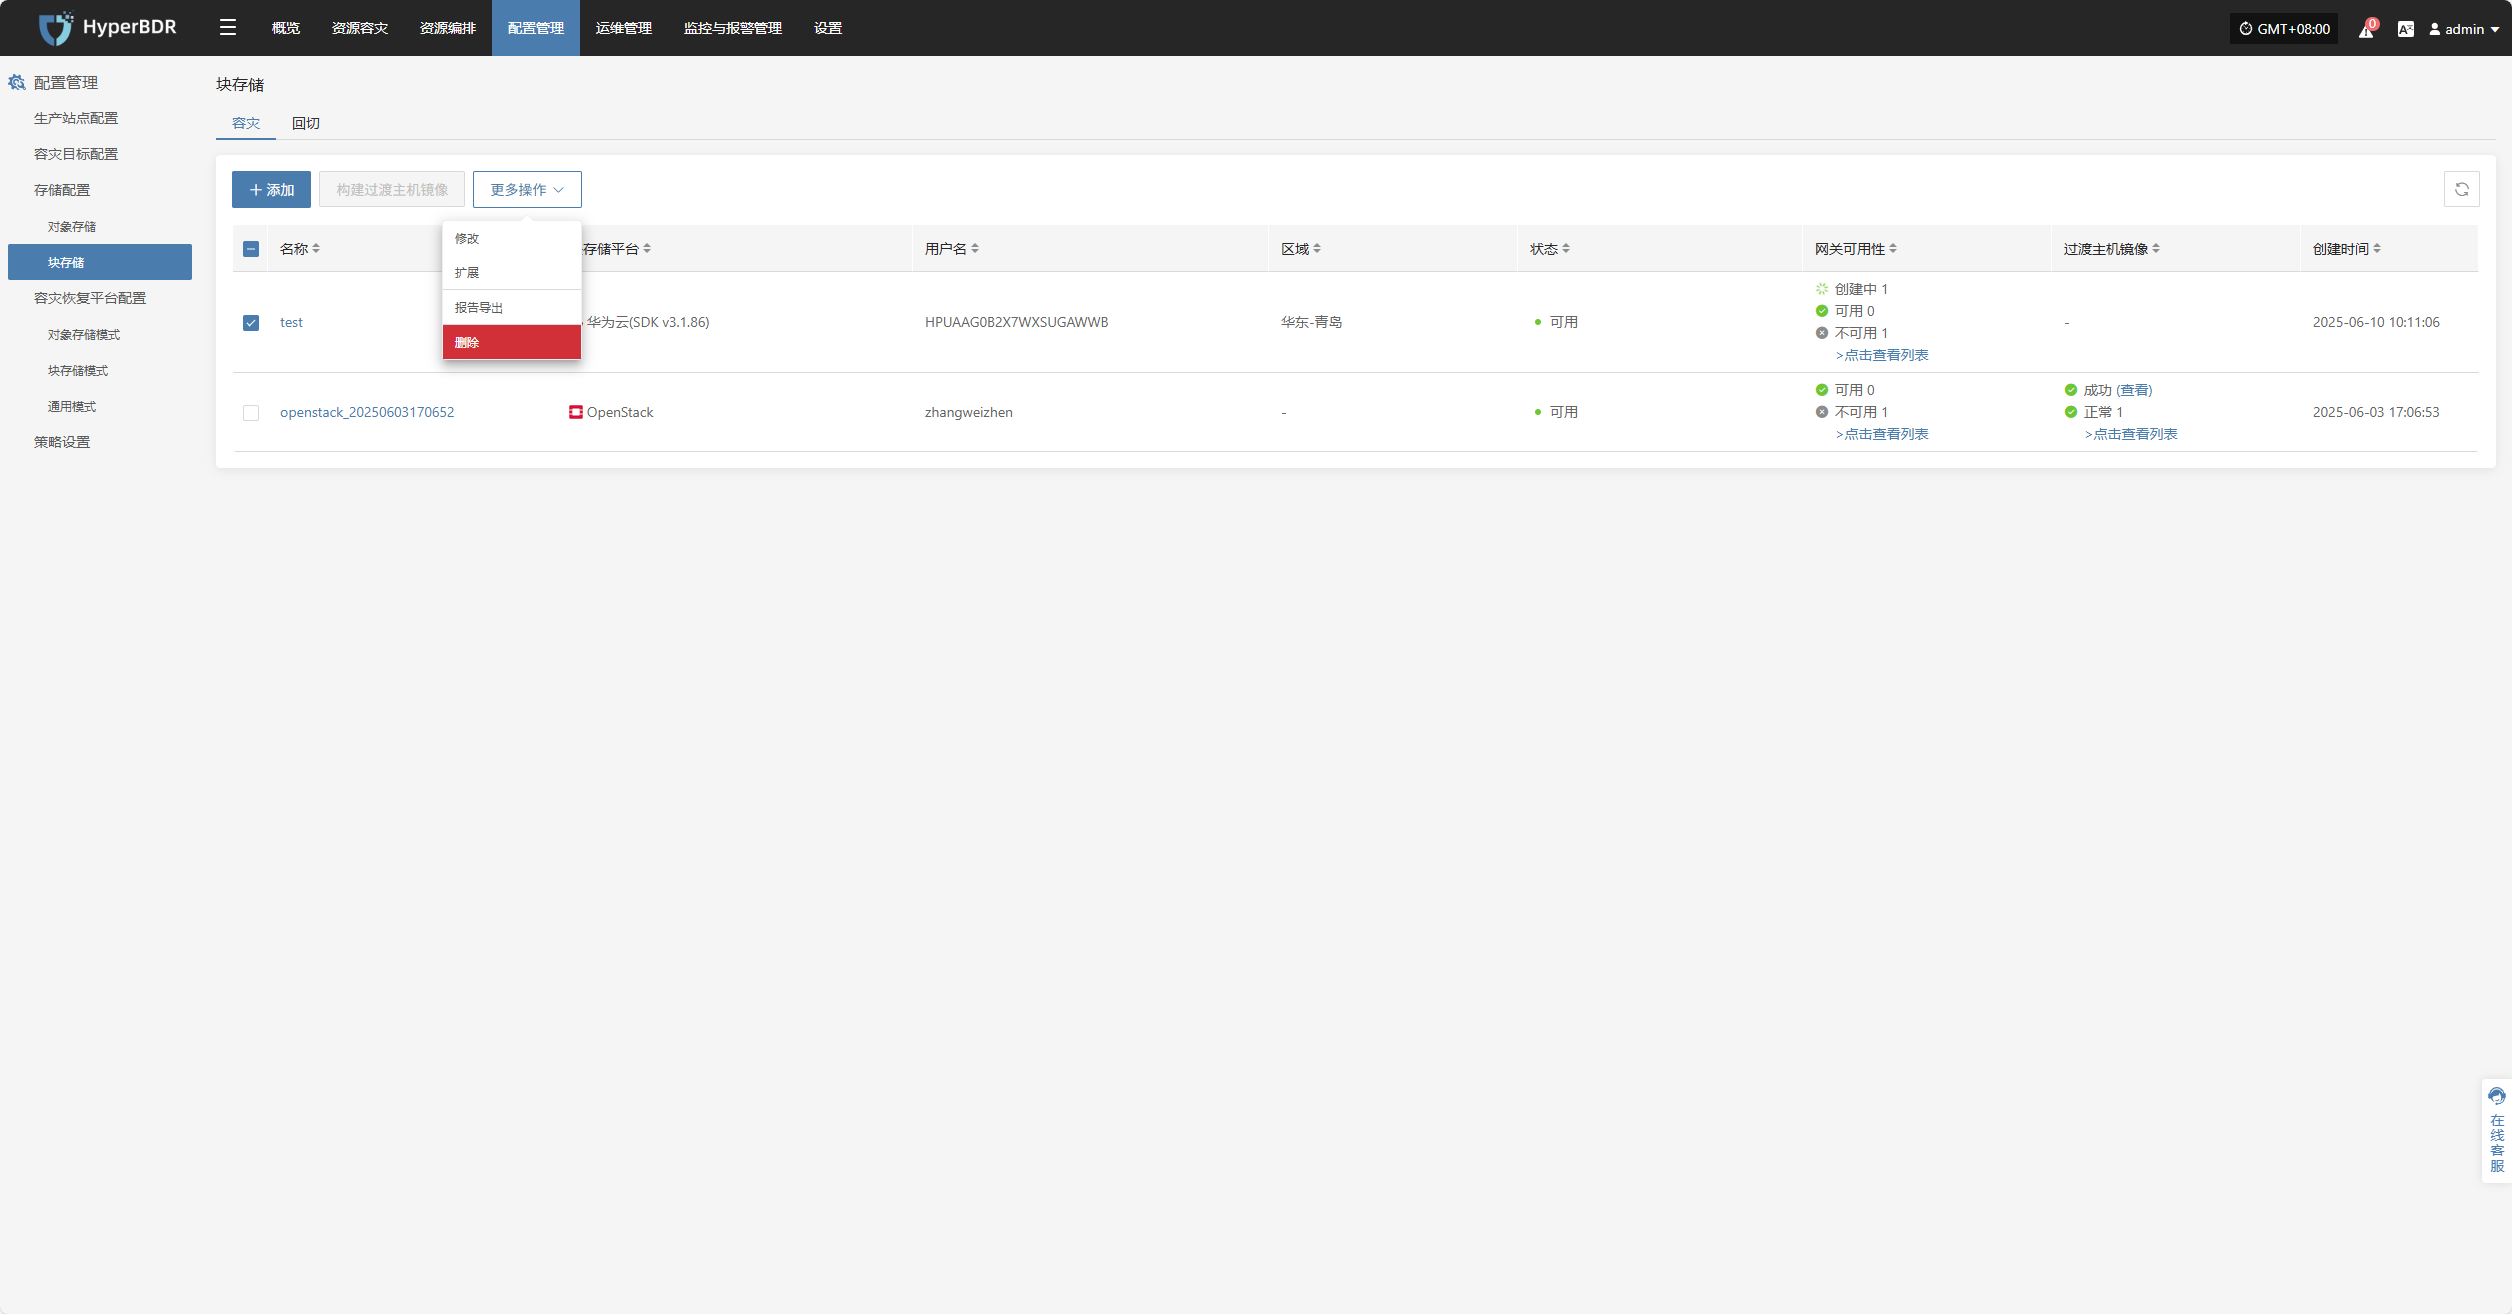 HyperBDR
概览 资源容灾 资源编排 配置管理 运维管理 监控与报警管理 设置
GMT+08:00
0
admin
配置管理
生产站点配置
容灾目标配置
存储配置
对象存储
块存储
容灾恢复平台配置
对象存储模式
块存储模式
通用模式
策略设置
块存储
容灾 回切
添加 构建过渡主机镜像 更多操作
修改
扩展
报告导出
删除
名称 存储平台 用户名 区域 状态 网关可用性 过渡主机镜像 创建时间
test 华为云(SDK v3.1.86) HPUAAG0B2X7WXSUGAWWB 华东-青岛 可用
创建中 1
可用 0
不可用 1
>点击查看列表
- 2025-06-10 10:11:06
openstack_20250603170652 OpenStack zhangweizhen - 可用
可用 0
不可用 1
>点击查看列表
成功 (查看)
正常 1
>点击查看列表
2025-06-03 17:06:53
在线客服